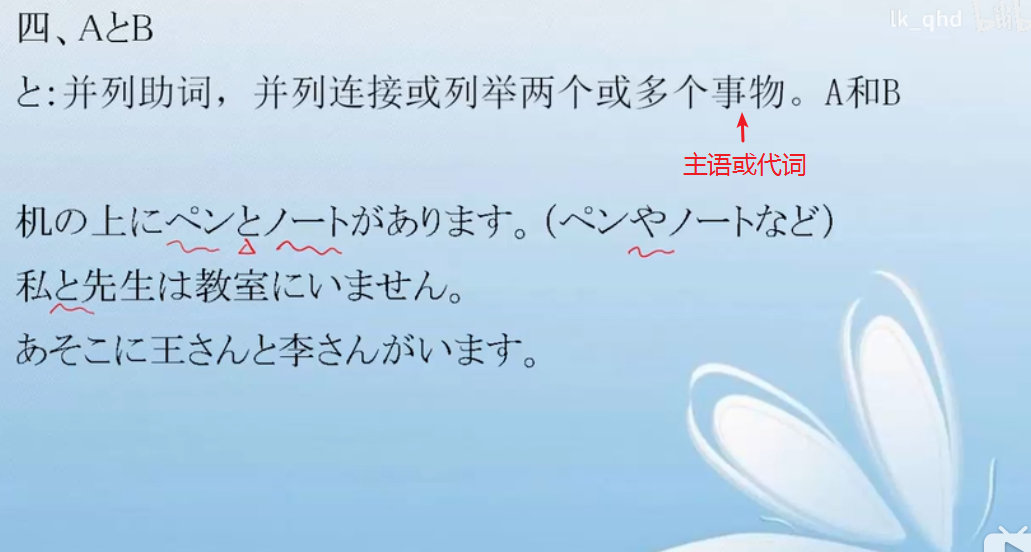 四、AとB
lk_qhd
と:并列助词，并列连接或列举两个或多个事物。A和B
主语或代词
机の上にペンとノートがあります。(ペンやノートなど)
私と先生は教室にいません。
あそこに王さんと李さんがいます。